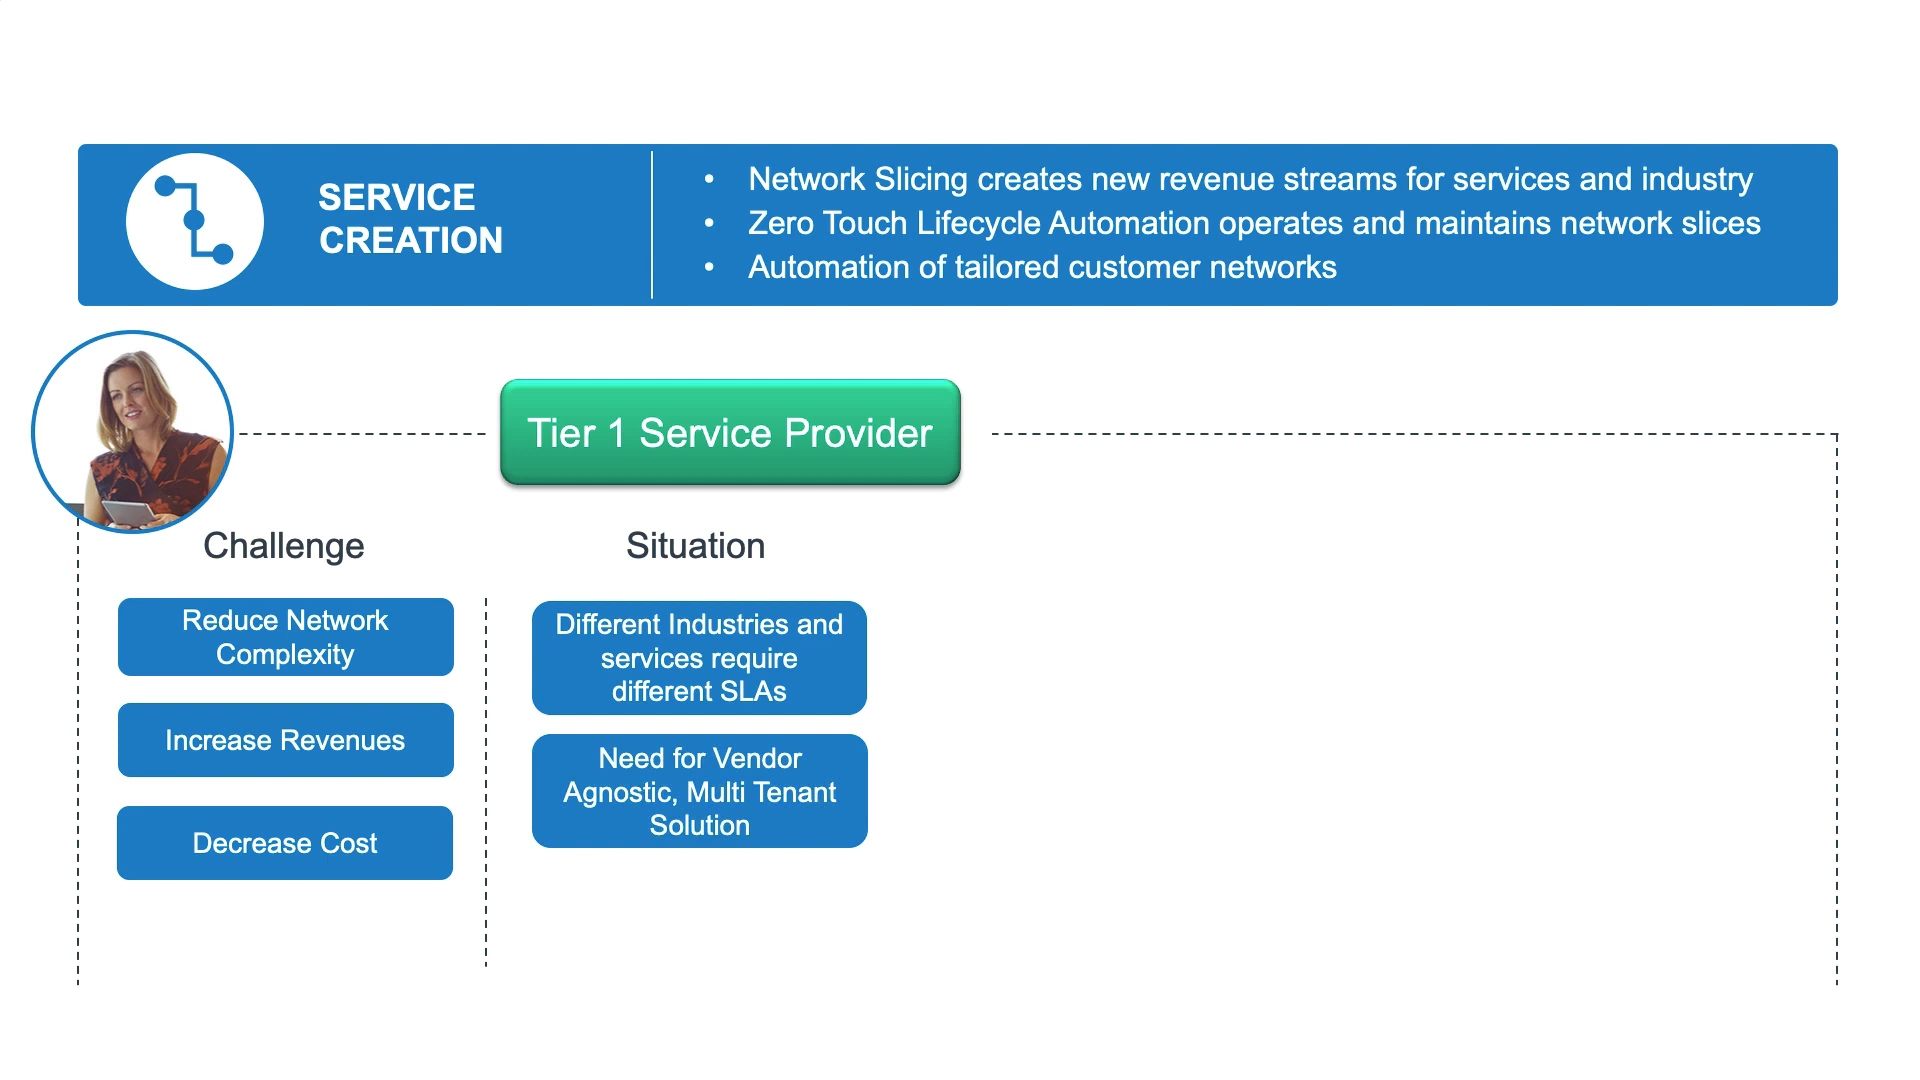 SERVICE
CREATION
• Network Slicing creates new revenue streams for services and industry
• Zero Touch Lifecycle Automation operates and maintains network slices
• Automation of tailored customer networks
Tier 1 Service Provider
Challenge
Reduce Network
Complexity
Increase Revenues
Decrease Cost
Situation
Different Industries and
services require
different SLAs
Need for Vendor
Agnostic, Multi Tenant
Solution